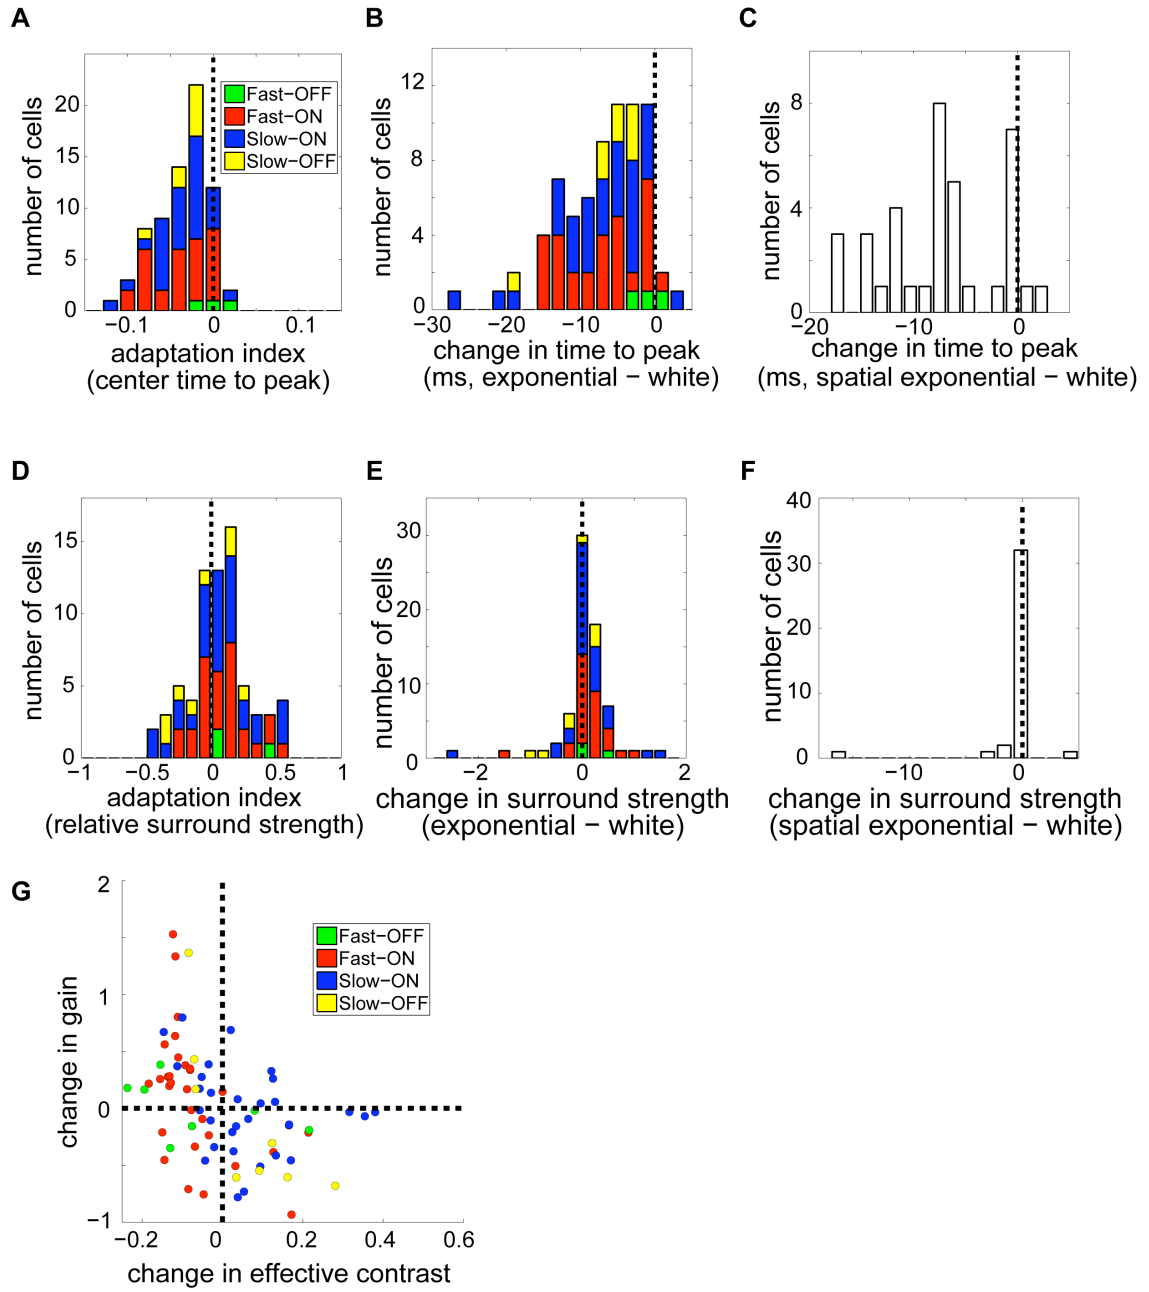 A
number of cells
20
15
10
5
0
−0.1
0
0.1
adaptation index
(center time to peak)
Fast−OFF
Fast−ON
Slow−ON
Slow−OFF
B
number of cells
12
8
4
0
−30
−20
−10
0
change in time to peak
(ms, exponential − white)
C
number of cells
8
4
0
−20
−10
0
change in time to peak
(ms, spatial exponential − white)
D
number of cells
15
10
5
0
−1
−0.5
0
0.5
1
adaptation index
(relative surround strength)
E
number of cells
30
20
10
0
−2
0
2
change in surround strength
(exponential − white)
F
number of cells
40
30
20
10
0
−10
0
change in surround strength
(spatial exponential − white)
G
change in gain
2
1
0
−1
−0.2
0
0.2
0.4
0.6
change in effective contrast
Fast−OFF
Fast−ON
Slow−ON
Slow−OFF